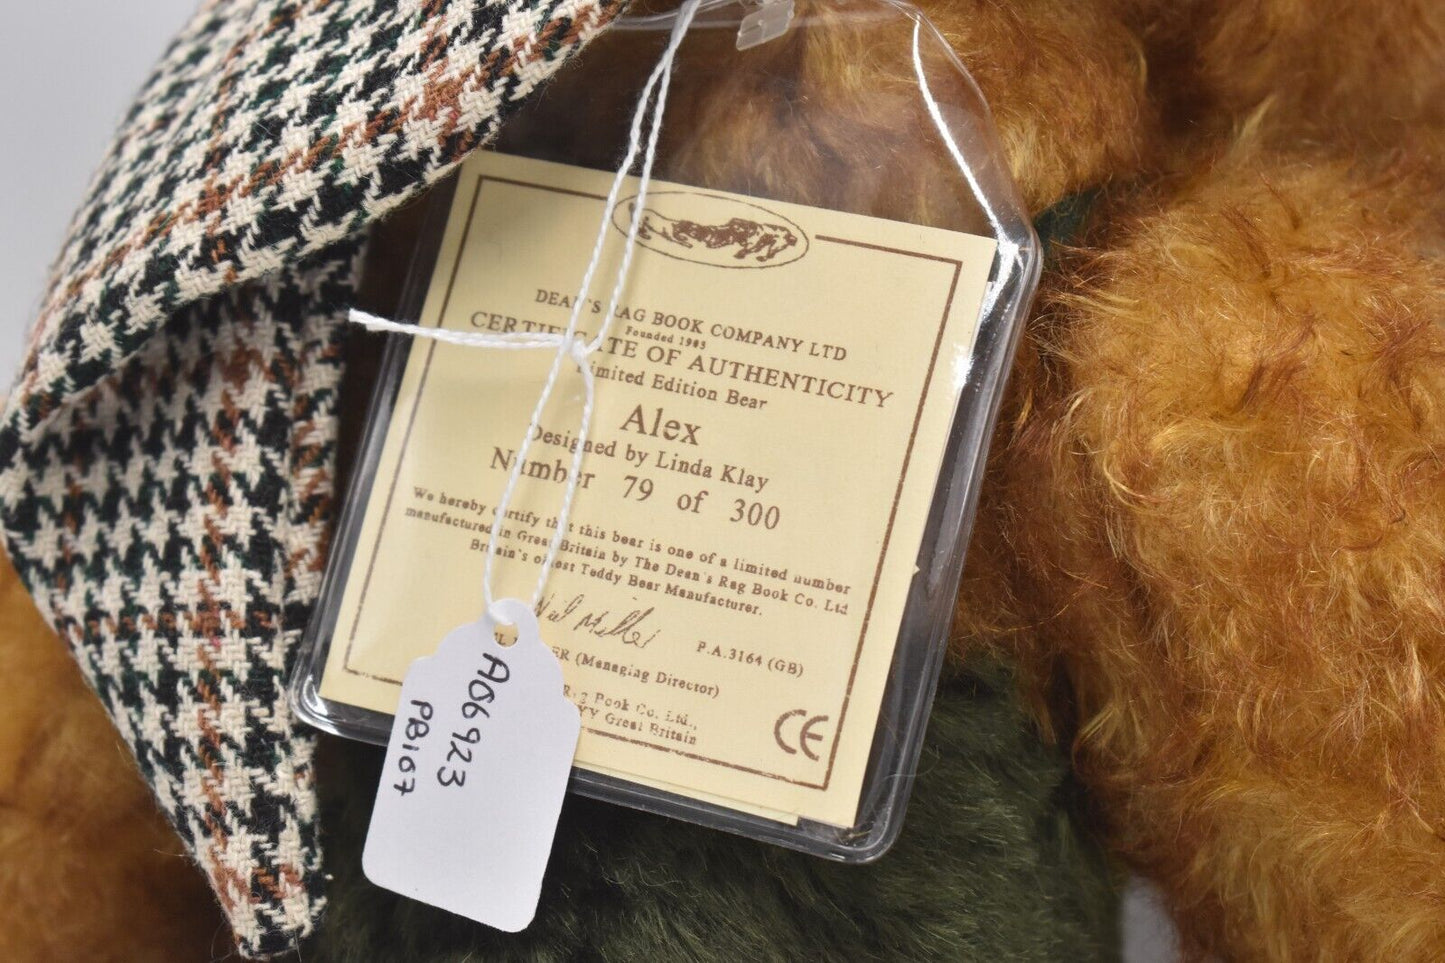 DEAN'S RAG BOOK COMPANY LTD
Founded 1903
CERTIFICATE OF AUTHENTICITY
Limited Edition Bear
Alex
Designed by Linda Klay
Number 79 of 300
We hereby certify that this bear is one of a limited number
manufactured in Great Britain by The Dean's Rag Book Co. Ltd
Britain's oldest Teddy Bear Manufacturer.
Neil Miller
P.A.3164 (GB)
(Managing Director)
Book Co. Ltd.,
Great Britain
CE
A06923
PB167